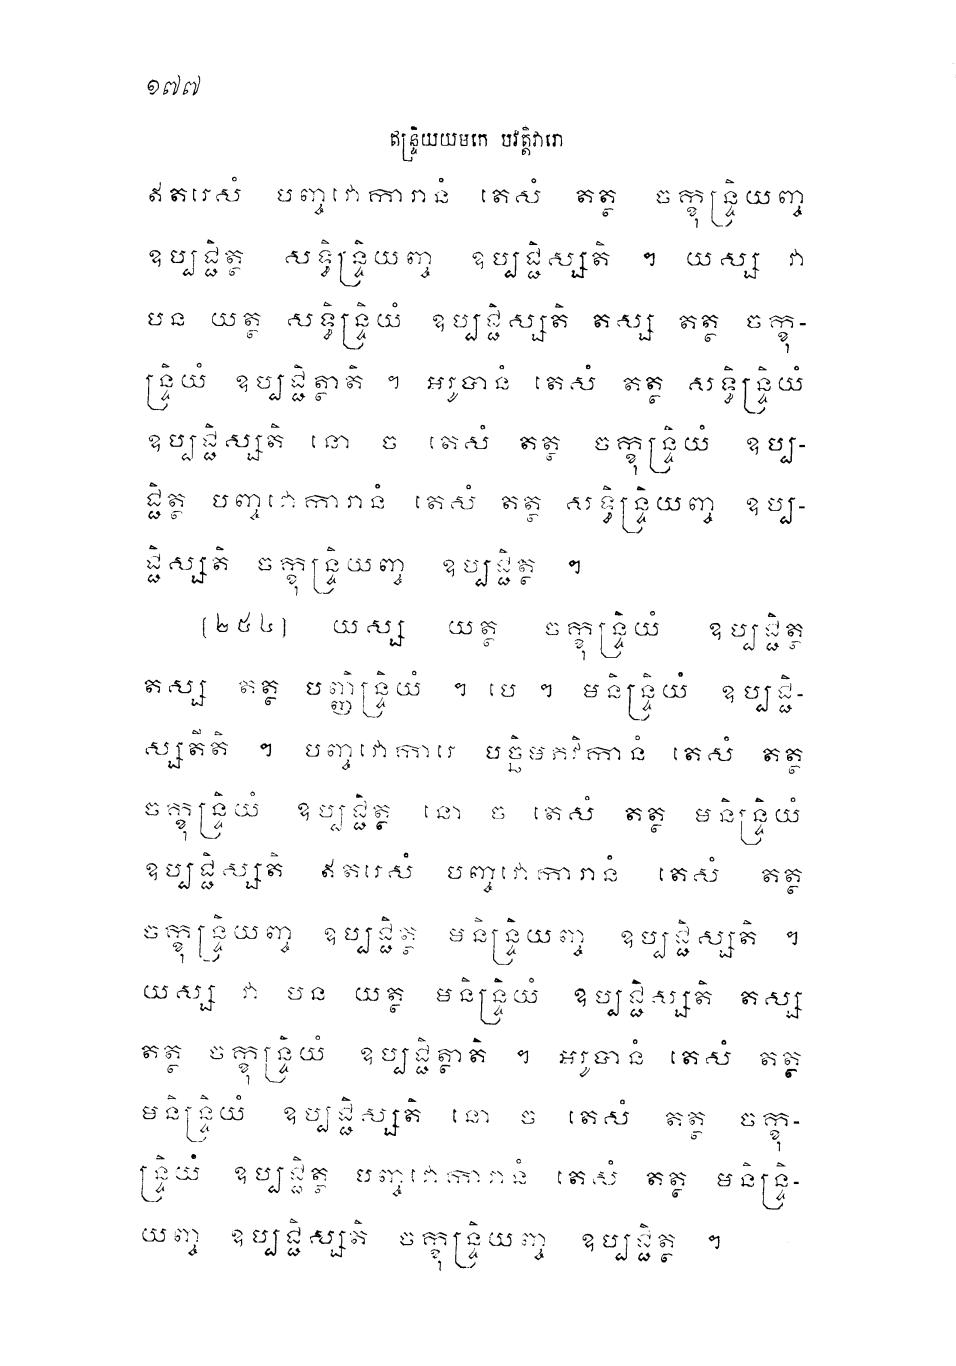 ១៧៧
ឥន្ទ្រិយយមកេ បវត្តិវារោ
ឥតរេសំ បញ្ចវោការានំ តេសំ តត្ថ ចក្ខុន្ទ្រិយញ្ច
ឧប្បជ្ជិត្ថ សទ្ធិន្ទ្រិយញ្ច ឧប្បជ្ជិស្សតិ ។ យស្ស វា
បន យត្ថ សទ្ធិន្ទ្រិយំ ឧប្បជ្ជិស្សតិ តស្ស តត្ថ ចក្ខុ-
ន្ទ្រិយំ ឧប្បជ្ជិត្ថាតិ ។ អរូបានំ តេសំ តត្ថ សទ្ធិន្ទ្រិយំ
ឧប្បជ្ជិស្សតិ នោ ច តេសំ តត្ថ ចក្ខុន្ទ្រិយំ ឧប្ប-
ជ្ជិត្ថ បញ្ចវោការានំ តេសំ តត្ថ សទ្ធិន្ទ្រិយញ្ច ឧប្ប-
ជ្ជិស្សតិ ចក្ខុន្ទ្រិយញ្ច ឧប្បជ្ជិត្ថ ។
[២៥៤] យស្ស យត្ថ ចក្ខុន្ទ្រិយំ ឧប្បជ្ជិត្ថ
តស្ស តត្ថ បញ្ញិន្ទ្រិយំ ។ បេ ។ មនិន្ទ្រិយំ ឧប្បជ្ជិ-
ស្សតីតិ ។ បញ្ចវោការេ បច្ឆិមភវិកានំ តេសំ តត្ថ
ចក្ខុន្ទ្រិយំ ឧប្បជ្ជិត្ថ នោ ច តេសំ តត្ថ មនិន្ទ្រិយំ
ឧប្បជ្ជិស្សតិ ឥតរេសំ បញ្ចវោការានំ តេសំ តត្ថ
ចក្ខុន្ទ្រិយញ្ច ឧប្បជ្ជិត្ថ មនិន្ទ្រិយញ្ច ឧប្បជ្ជិស្សតិ ។
យស្ស វា បន យត្ថ មនិន្ទ្រិយំ ឧប្បជ្ជិស្សតិ តស្ស
តត្ថ ចក្ខុន្ទ្រិយំ ឧប្បជ្ជិត្ថាតិ ។ អរូបានំ តេសំ តត្ថ
មនិន្ទ្រិយំ ឧប្បជ្ជិស្សតិ នោ ច តេសំ តត្ថ ចក្ខុ-
ន្ទ្រិយំ ឧប្បជ្ជិត្ថ បញ្ចវោការានំ តេសំ តត្ថ មនិន្ទ្រិ-
យញ្ច ឧប្បជ្ជិស្សតិ ចក្ខុន្ទ្រិយញ្ច ឧប្បជ្ជិត្ថ ។